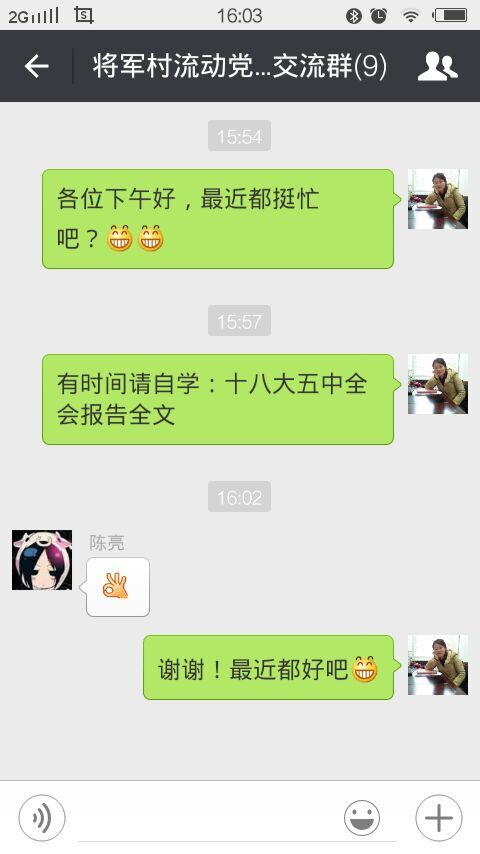 2G 16:03
将军村流动党...交流群(9)
15:54
各位下午好，最近都挺忙
吧？😁😁
15:57
有时间请自学：十八大五中全
会报告全文
16:02
陈亮
👌
谢谢！最近都好吧😁